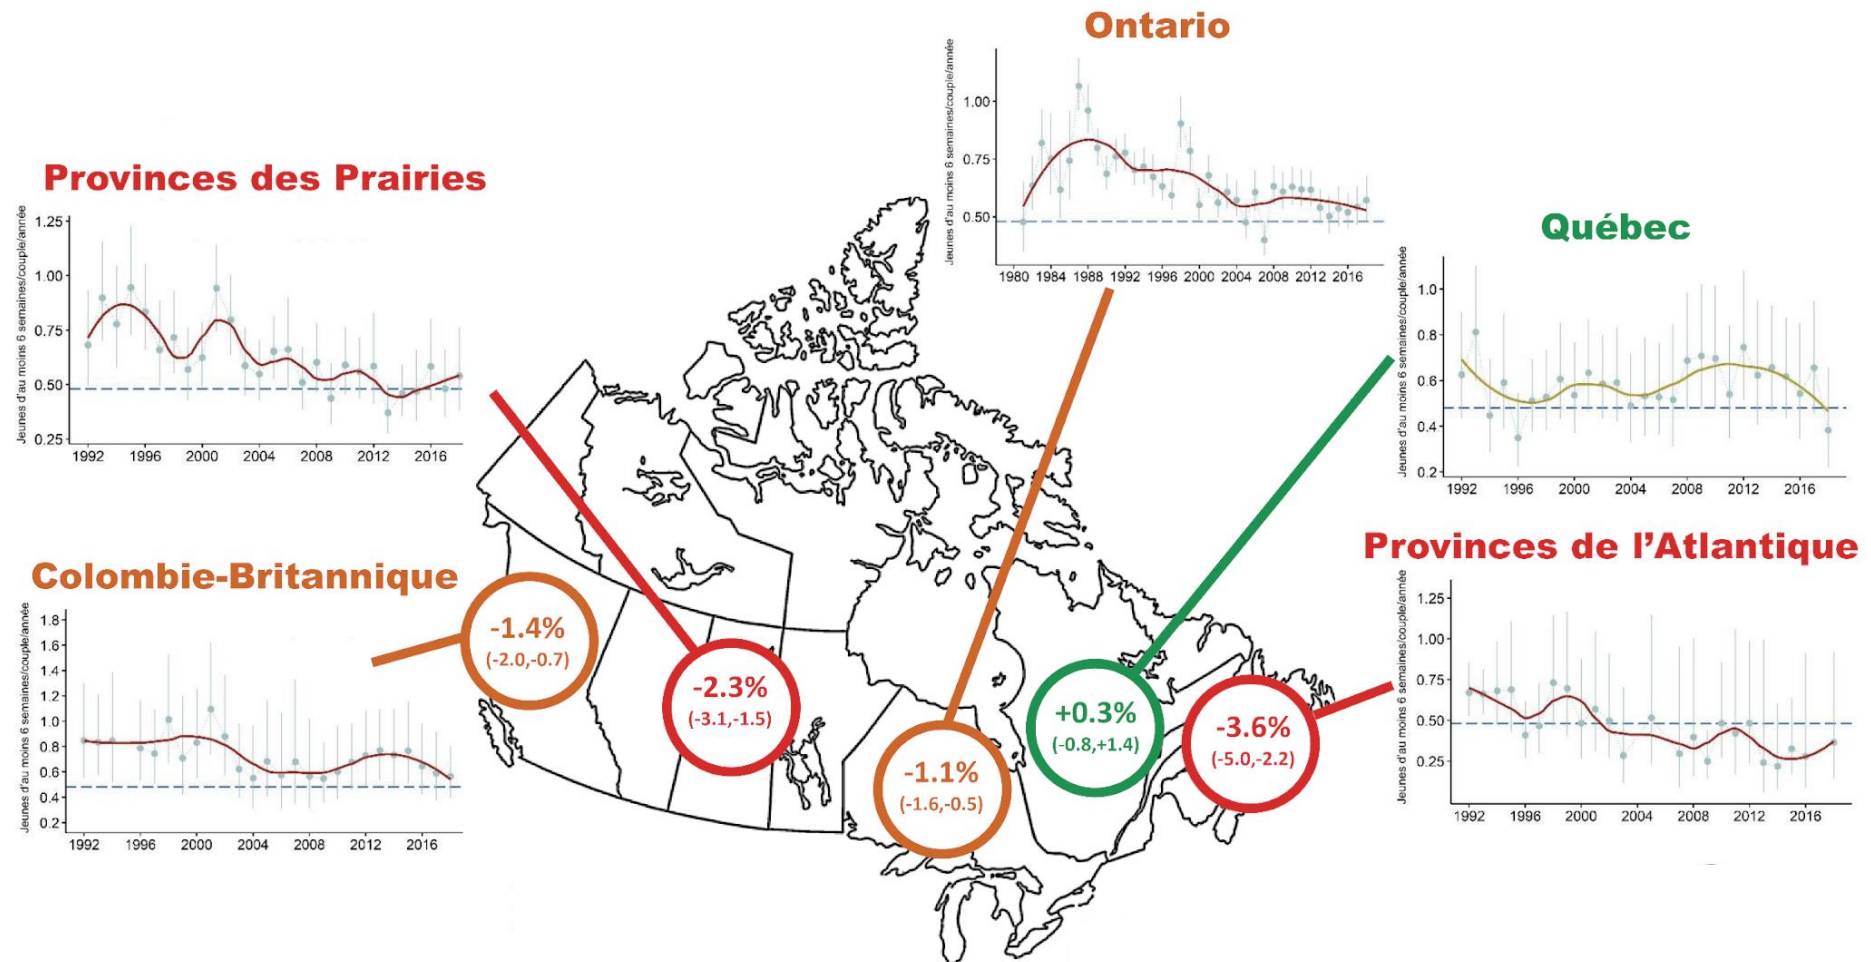 Ontario
Jeunes d'au moins 6 semaines/couple/année
1.00
0.75
0.50
1980 1984 1988 1992 1996 2000 2004 2008 2012 2016
Provinces des Prairies
Jeunes d'au moins 6 semaines/couple/année
1.25
1.00
0.75
0.50
0.25
1992 1996 2000 2004 2008 2012 2016
Québec
Jeunes d'au moins 6 semaines/couple/année
1.0
0.8
0.6
0.4
0.2
1992 1996 2000 2004 2008 2012 2016
Colombie-Britannique
Jeunes d'au moins 6 semaines/couple/année
1.8
1.6
1.4
1.2
1.0
0.8
0.6
0.4
0.2
1992 1996 2000 2004 2008 2012 2016
Provinces de l'Atlantique
Jeunes d'au moins 6 semaines/couple/année
1.25
1.00
0.75
0.50
0.25
1992 1996 2000 2004 2008 2012 2016
-1.4%
(-2.0,-0.7)
-2.3%
(-3.1,-1.5)
-1.1%
(-1.6,-0.5)
+0.3%
(-0.8,+1.4)
-3.6%
(-5.0,-2.2)